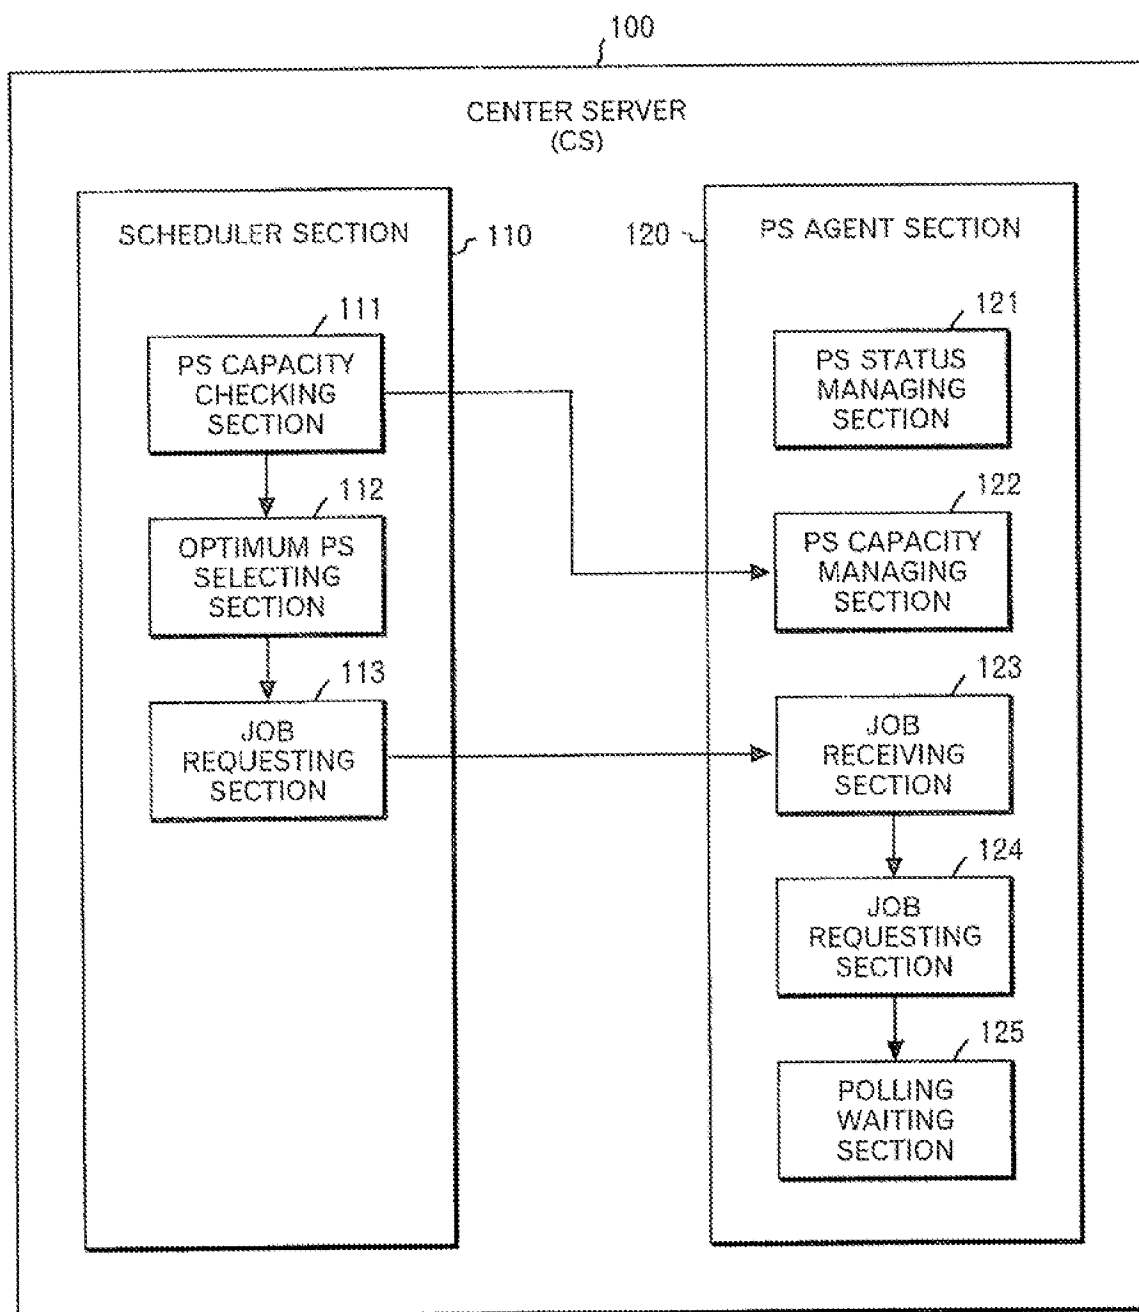 100
CENTER SERVER
(CS)
SCHEDULER SECTION
110
111
PS CAPACITY
CHECKING
SECTION
112
OPTIMUM PS
SELECTING
SECTION
113
JOB
REQUESTING
SECTION
120
PS AGENT SECTION
121
PS STATUS
MANAGING
SECTION
122
PS CAPACITY
MANAGING
SECTION
123
JOB
RECEIVING
SECTION
124
JOB
REQUESTING
SECTION
125
POLLING
WAITING
SECTION